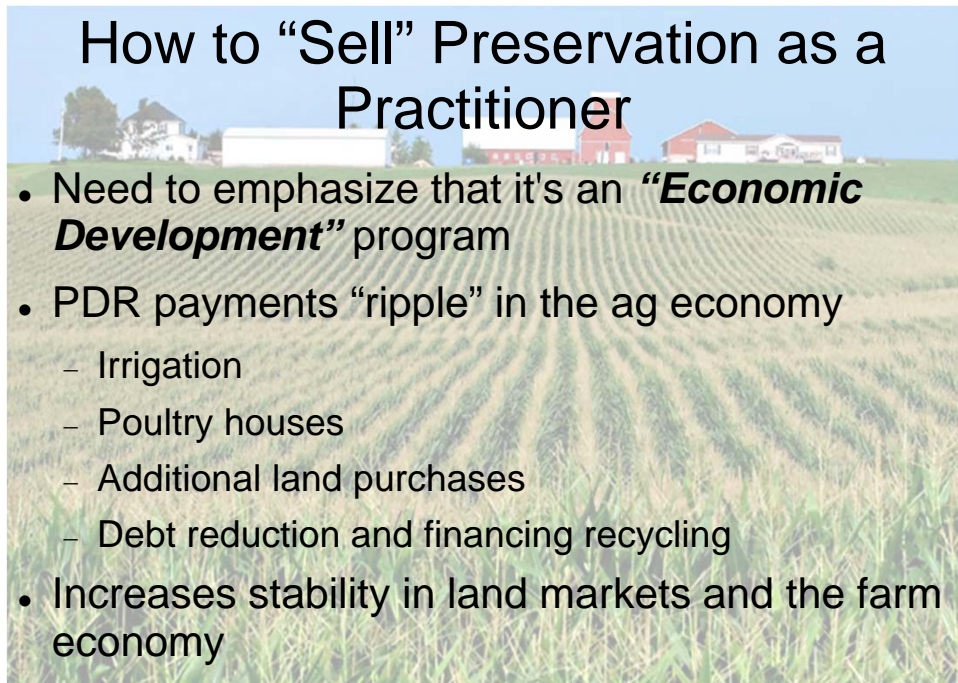 How to “Sell” Preservation as a
Practitioner
• Need to emphasize that it's an “Economic
Development” program
• PDR payments “ripple” in the ag economy
– Irrigation
– Poultry houses
– Additional land purchases
– Debt reduction and financing recycling
• Increases stability in land markets and the farm
economy